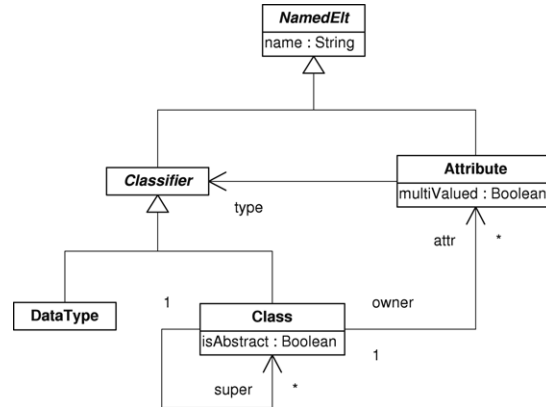 NamedElt
name : String
Classifier
Attribute
multiValued : Boolean
type
attr
*
DataType
1
Class
isAbstract : Boolean
owner
1
super
*